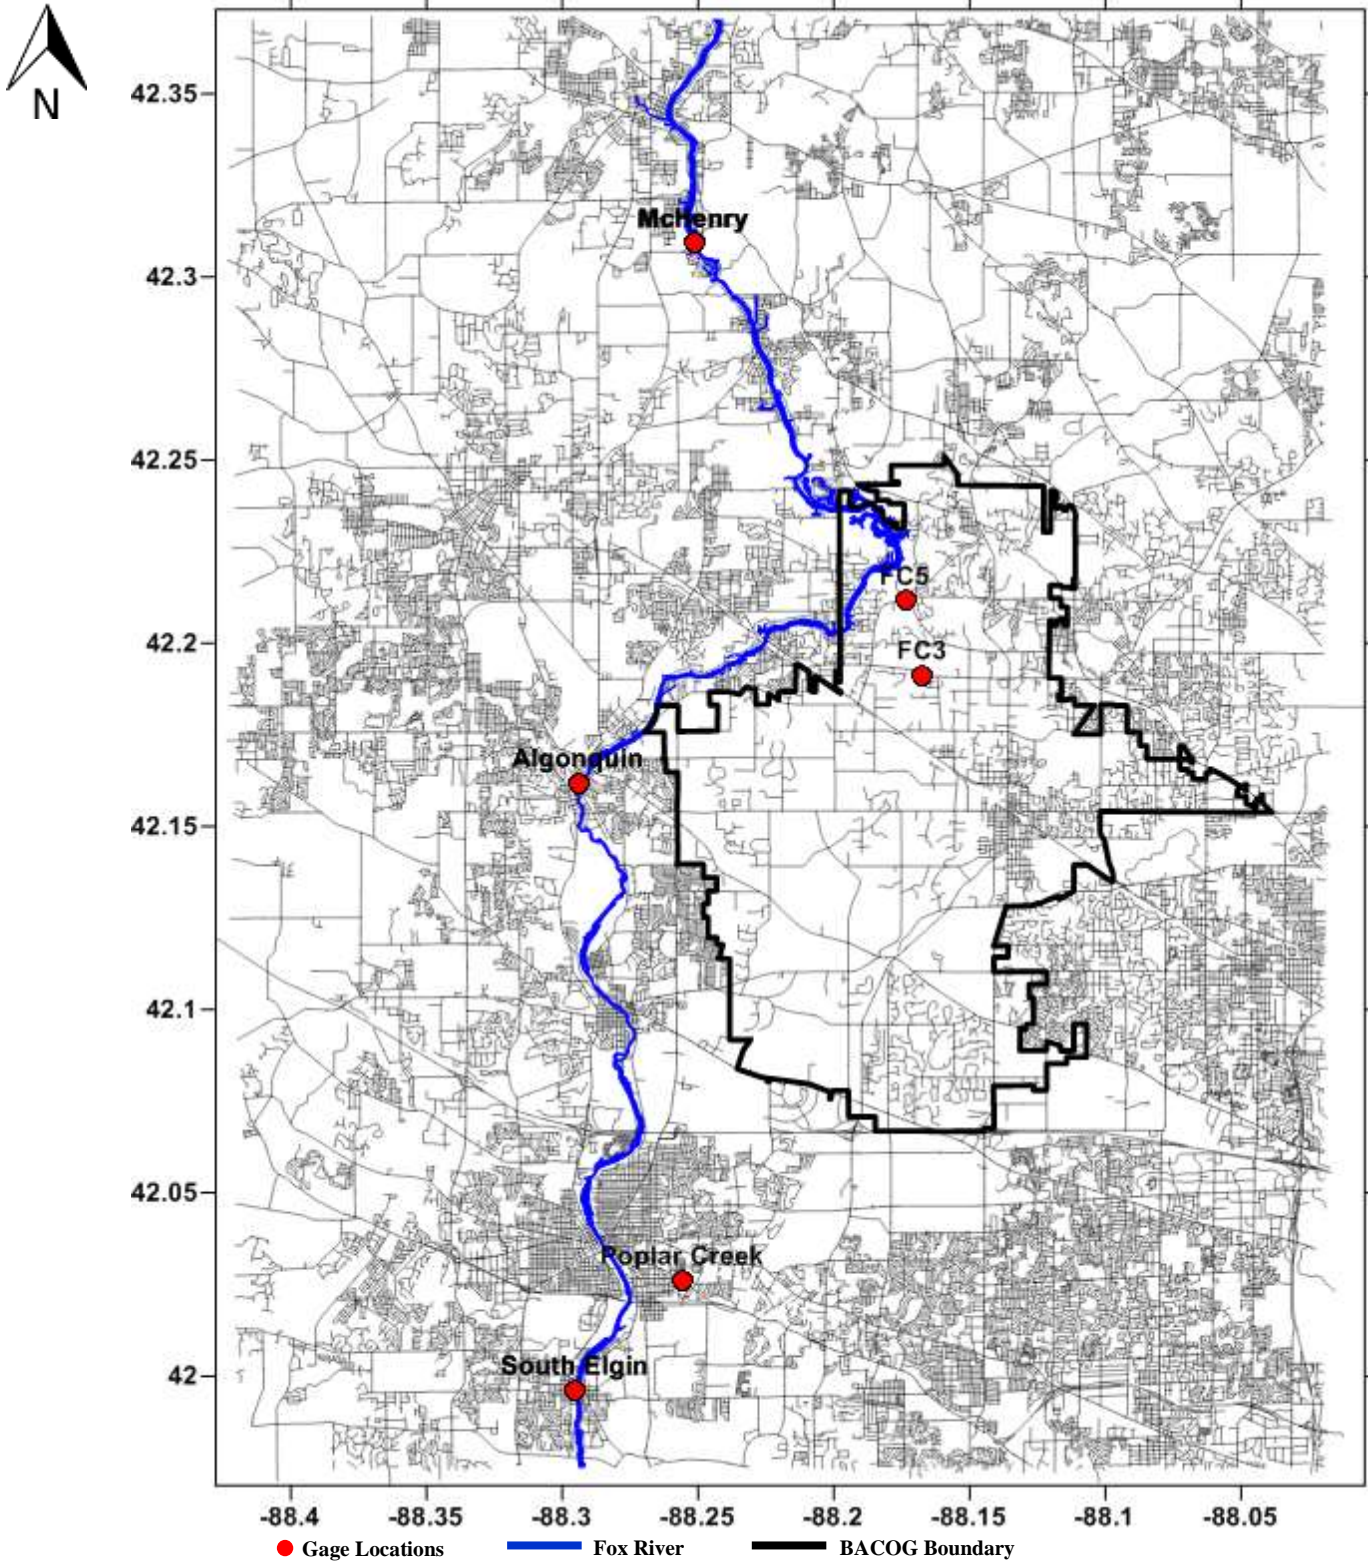 N
42.35
McHenry
42.3
42.25
FC5
42.2
FC3
Algonquin
42.15
42.1
42.05
Poplar Creek
South Elgin
42
-88.4 -88.35 -88.3 -88.25 -88.2 -88.15 -88.1 -88.05
Gage Locations Fox River BACOG Boundary